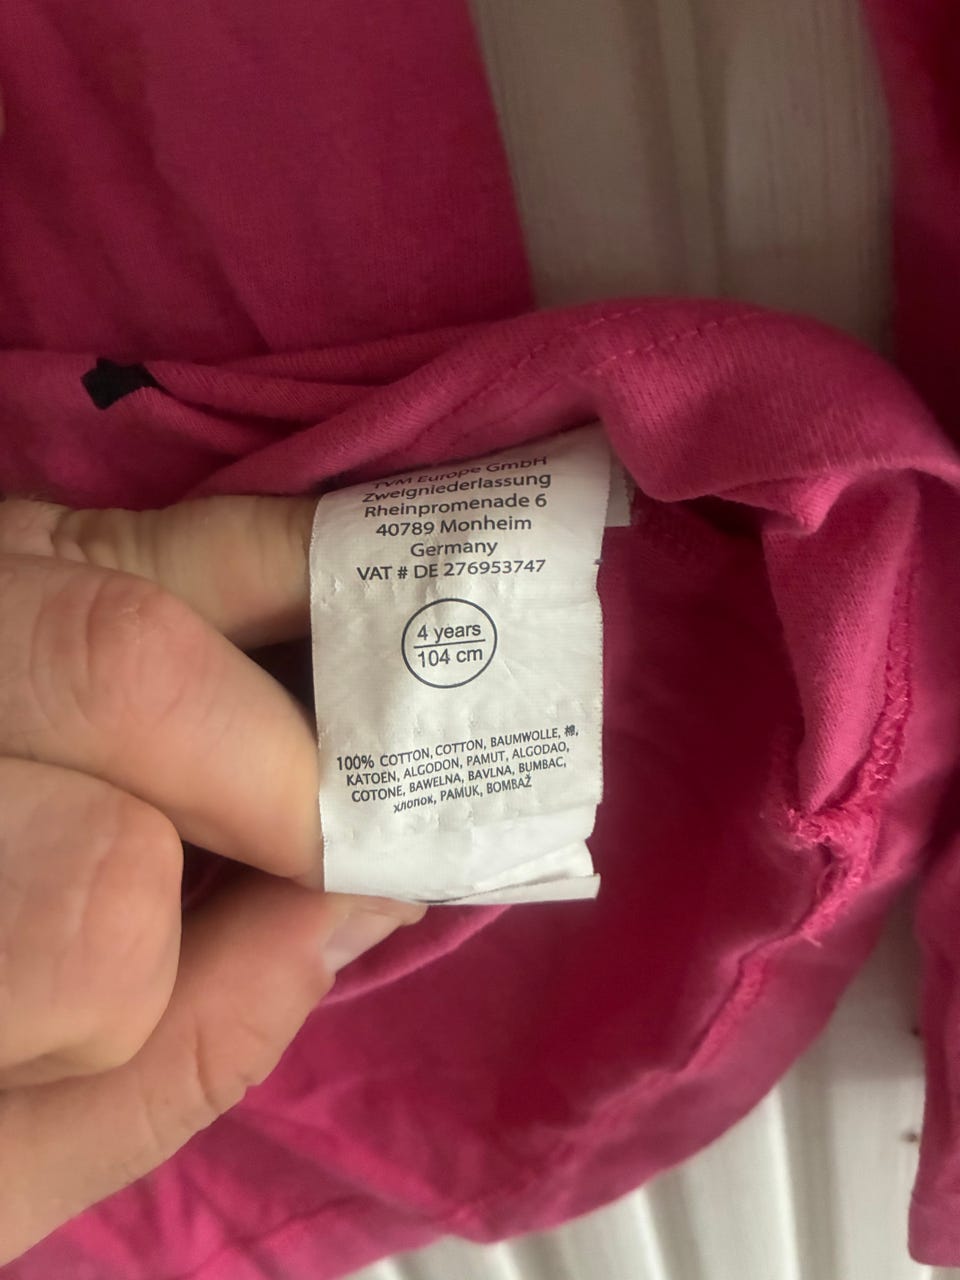 TVM Europe GmbH
Zweigniederlassung
Rheinpromenade 6
40789 Monheim
Germany
VAT # DE 276953747
4 years
104 cm
100% COTTON, COTTON, BAUMWOLLE, 棉,
KATOEN, ALGODON, PAMUT, ALGODAO,
COTONE, BAWELNA, BAVLNA, BUMBAC,
хлопок, PAMUK, BOMBAŽ